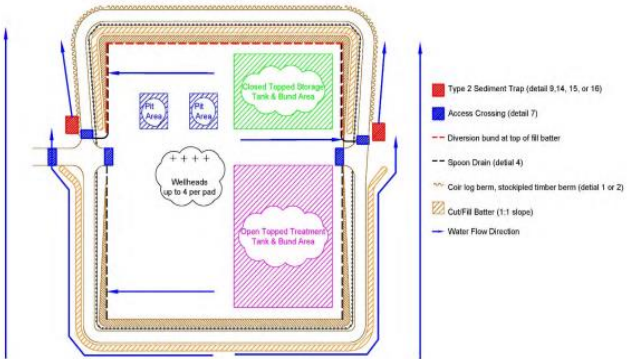 Closed Topped Storage
Tank & Bund Area
Pit
Area
Pit
Area
++++
Wellheads
up to 4 per pad
Open Topped Treatment
Tank & Bund Area
Type 2 Sediment Trap (detail 9,14, 15, or 16)
Access Crossing (detail 7)
Diversion bund at top of fill batter
Spoon Drain (detial 4)
Coir log berm, stockipled timber berm (detial 1 or 2)
Cut/Fill Batter (1:1 slope)
Water Flow Direction